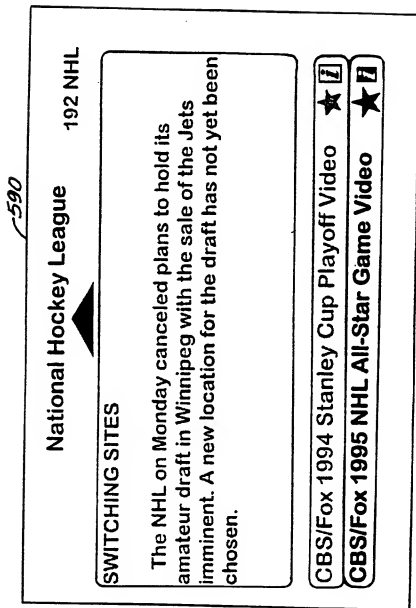 590
National Hockey League
192 NHL
SWITCHING SITES
The NHL on Monday canceled plans to hold its
amateur draft in Winnipeg with the sale of the Jets
imminent. A new location for the draft has not yet been
chosen.
CBS/Fox 1994 Stanley Cup Playoff Video ★ i
CBS/Fox 1995 NHL All-Star Game Video ★ i